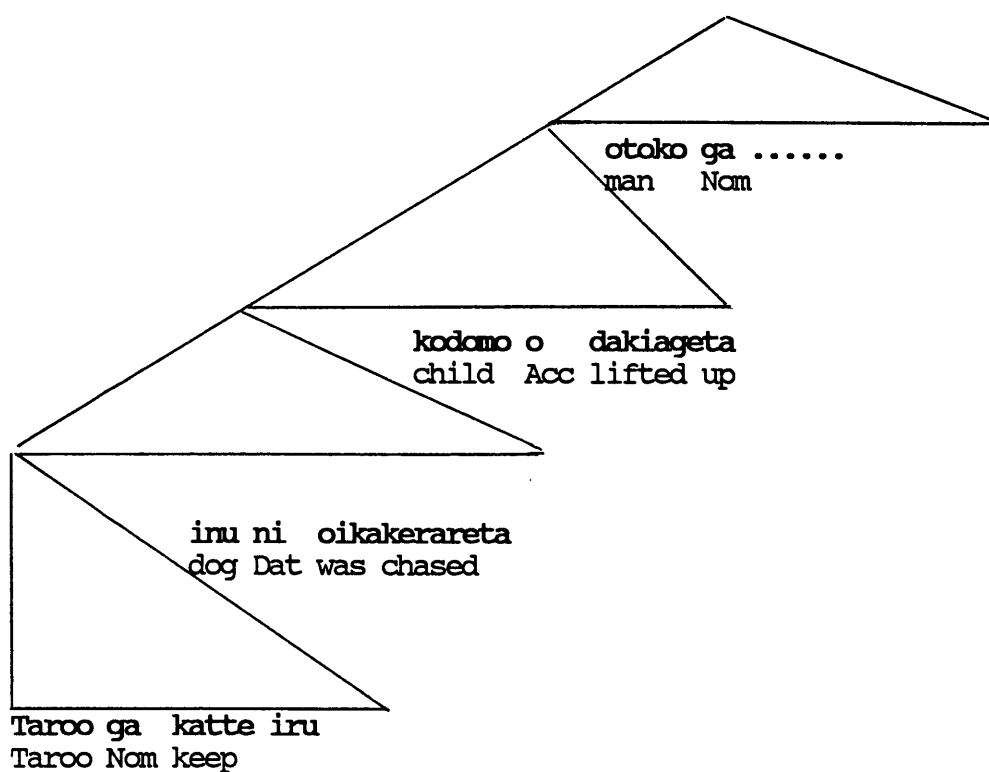 otoko ga ......
man Nom
kodomo o dakiageta
child Acc lifted up
inu ni oikakerareta
dog Dat was chased
Taroo ga katte iru
Taroo Nom keep